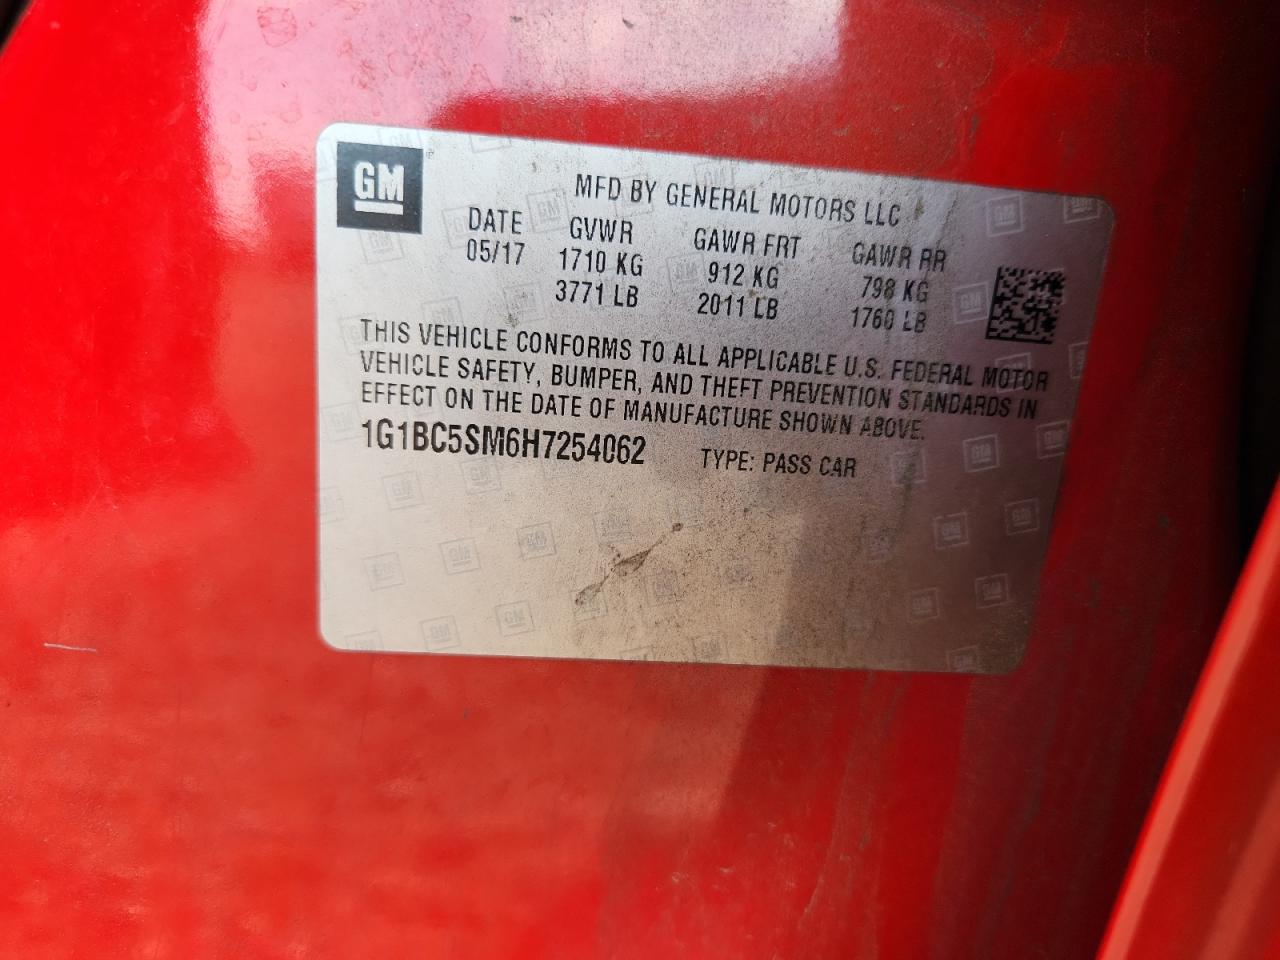 GM
MFD BY GENERAL MOTORS LLC
DATE GVWR GAWR FRT GAWR RR
05/17 1710 KG 912 KG 798 KG
3771 LB 2011 LB 1760 LB
THIS VEHICLE CONFORMS TO ALL APPLICABLE U.S. FEDERAL MOTOR
VEHICLE SAFETY, BUMPER, AND THEFT PREVENTION STANDARDS IN
EFFECT ON THE DATE OF MANUFACTURE SHOWN ABOVE.
1G1BC5SM6H7254062 TYPE: PASS CAR